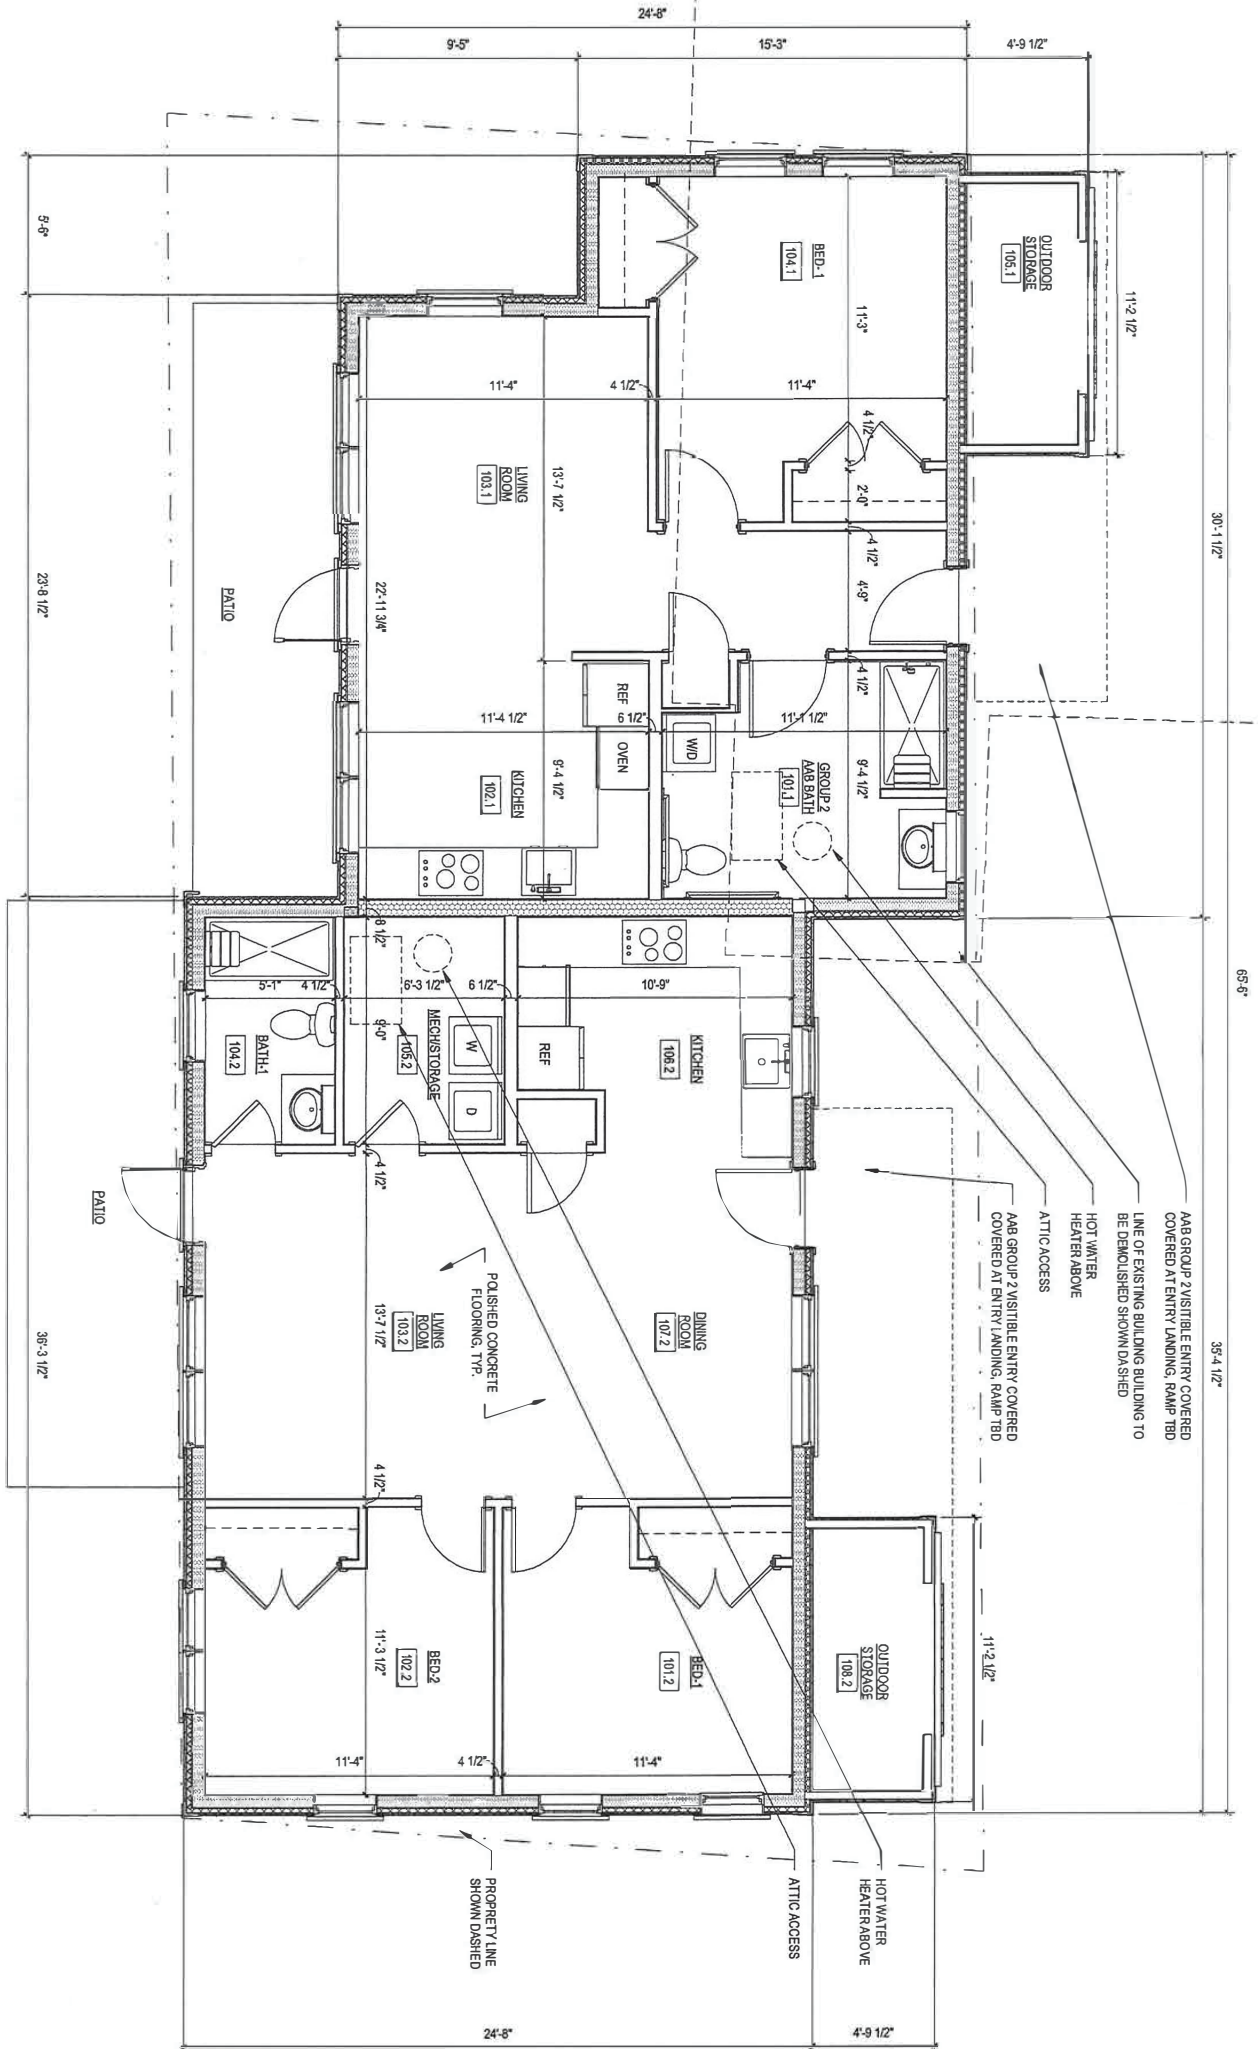 24'-8"
9'-5"
15'-3"
4'-9 1/2"
5'-6"
23'-8 1/2"
36'-3 1/2"
65'-6"
30'-1 1/2"
35'-4 1/2"
11'-2 1/2"
OUTDOOR
STORAGE
105.1
BED-1
104.1
11'-3"
11'-4"
4 1/2"
11'-4"
4 1/2"
2'-0"
4 1/2"
4'-9"
4 1/2"
LIVING
ROOM
103.1
13'-7 1/2"
22'-11 3/4"
PATIO
REF
OVEN
W/D
11'-4 1/2"
6 1/2"
11'-1 1/2"
KITCHEN
102.1
9'-4 1/2"
GROUP 2
AAB BATH
101.1
9'-4 1/2"
8 1/2"
5'-1"
4 1/2"
6'-3 1/2"
6 1/2"
10'-9"
BATH-1
104.2
9'-0"
MECH/STORAGE
105.2
W
D
REF
KITCHEN
106.2
4 1/2"
PATIO
POLISHED CONCRETE
FLOORING, TYP.
LIVING
ROOM
103.2
13'-7 1/2"
DINING
ROOM
107.2
4 1/2"
BED-2
102.2
11'-3 1/2"
BED-1
101.2
OUTDOOR
STORAGE
108.2
11'-2 1/2"
11'-4"
4 1/2"
11'-4"
AAB GROUP 2 VISITIBLE ENTRY COVERED
COVERED AT ENTRY LANDING, RAMP TBD
LINE OF EXISTING BUILDING BUILDING TO
BE DEMOLISHED SHOWN DASHED
HOT WATER
HEATER ABOVE
ATTIC ACCESS
AAB GROUP 2 VISITIBLE ENTRY COVERED
COVERED AT ENTRY LANDING, RAMP TBD
HOT WATER
HEATER ABOVE
ATTIC ACCESS
PROPRETY LINE
SHOWN DASHED
24'-8"
4'-9 1/2"